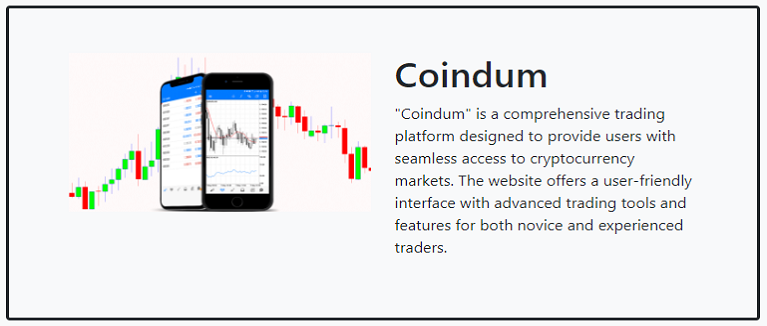 Coindum
"Coindum" is a comprehensive trading
platform designed to provide users with
seamless access to cryptocurrency
markets. The website offers a user-friendly
interface with advanced trading tools and
features for both novice and experienced
traders.